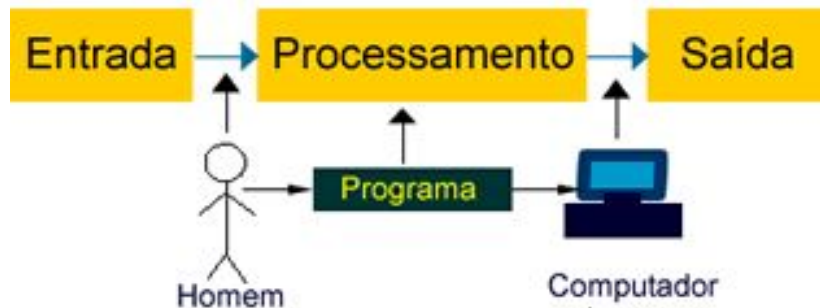 Entrada
Processamento
Saída
Programa
Homem
Computador